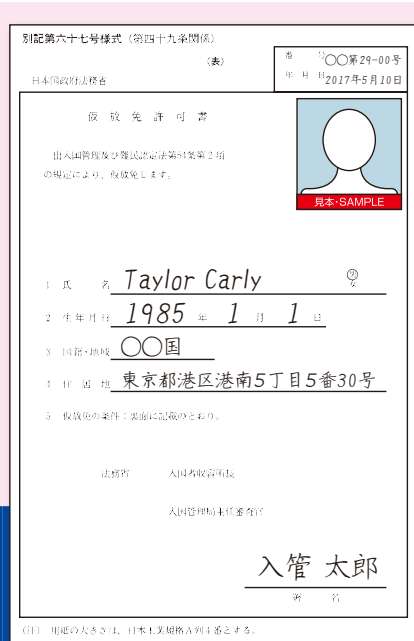 別記第六十七号様式（第四十九条関係）
（表）
日本国政府法務省
番 号〇〇第29-00号
年 月 日2017年5月10日
仮 放 免 許 可 書
出入国管理及び難民認定法第54条第２項
の規定により、仮放免します。
見本・SAMPLE
1 氏 名 Taylor Carly 男
女
2 生年月日 1985 年 1 月 1 日
3 国籍・地域 〇〇国
4 住 居 地 東京都港区港南5丁目5番30号
5 仮放免の条件：裏面に記載のとおり。
法務省 入国者収容所長
入国管理局主任審査官
入管 太郎
署 名
（注） 用紙の大きさは、日本工業規格Ａ列４番とする。